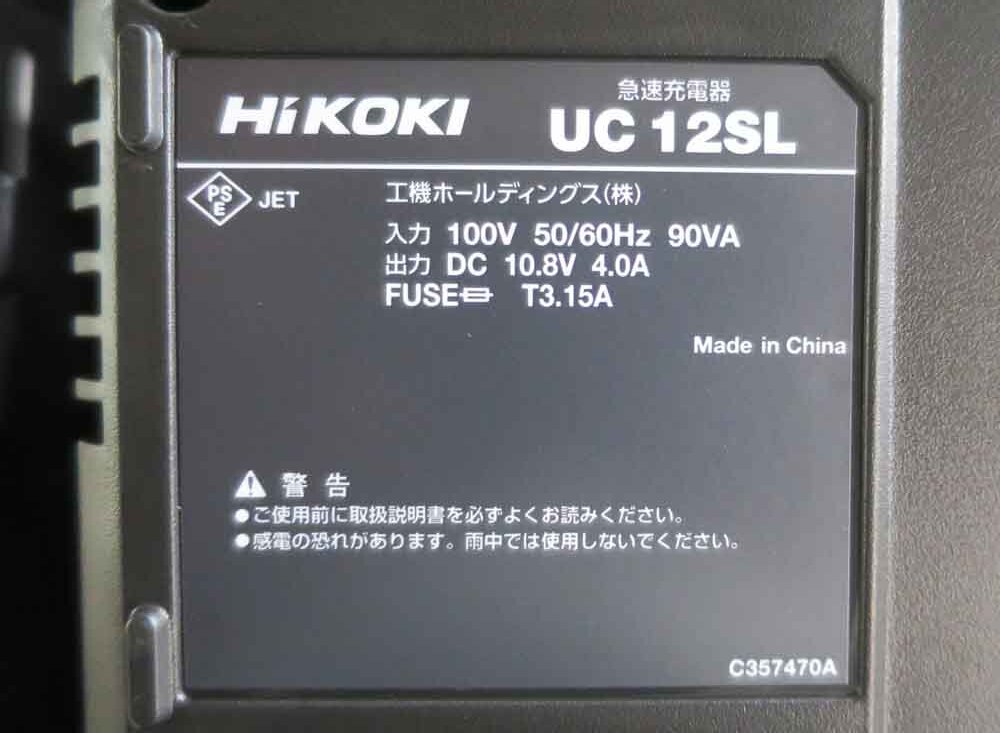 HiKOKI
急速充電器
UC 12SL
PSE JET
工機ホールディングス(株)
入力 100V 50/60Hz 90VA
出力 DC 10.8V 4.0A
FUSE T3.15A
Made in China
警告
●ご使用前に取扱説明書を必ずよくお読みください。
●感電の恐れがあります。雨中では使用しないでください。
C357470A